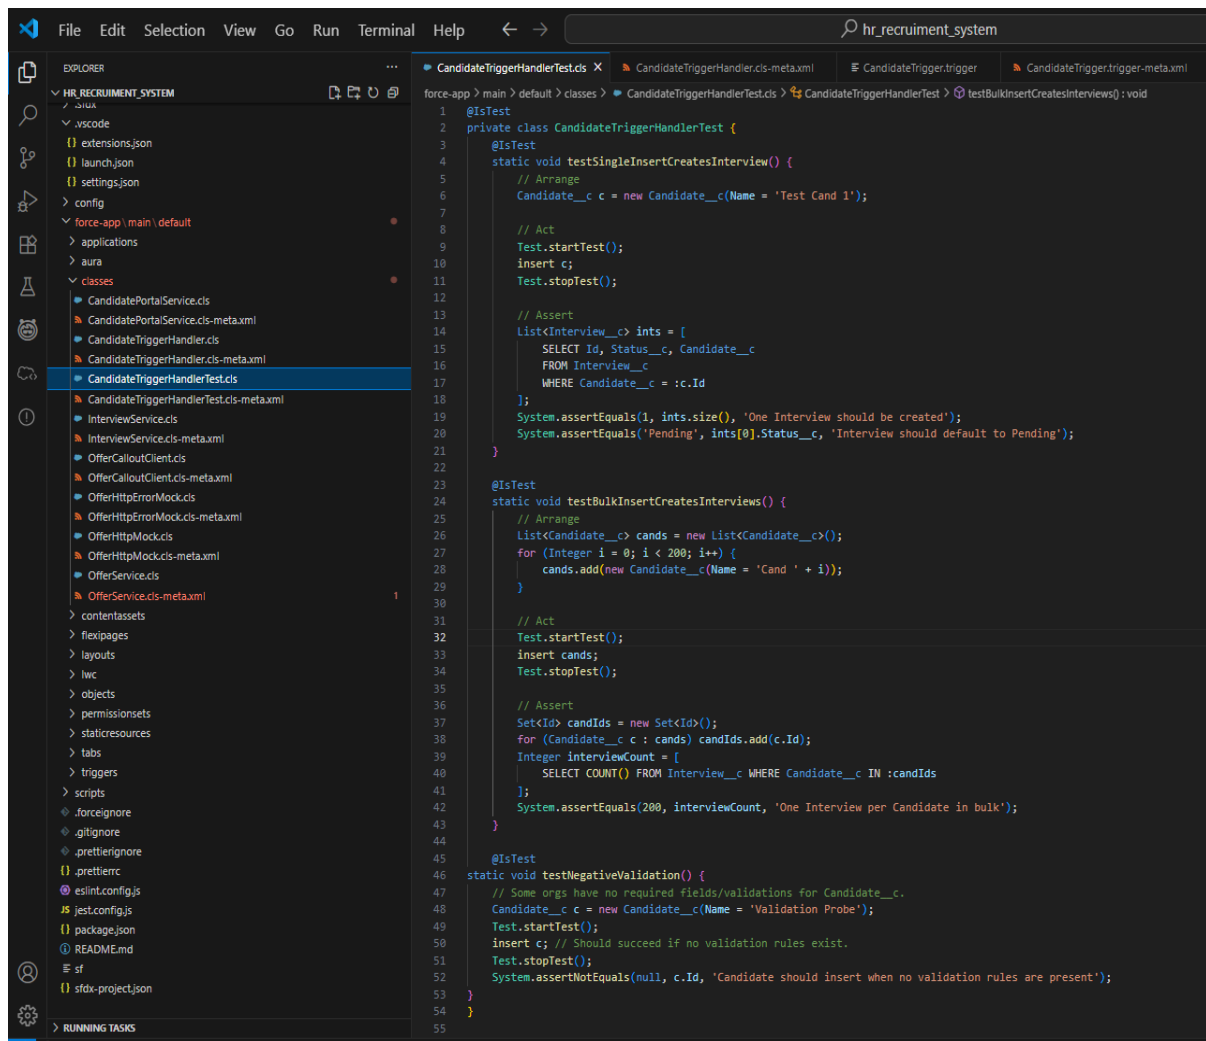 File Edit Selection View Go Run Terminal Help
hr_recruiment_system
EXPLORER
HR_RECRUIMENT_SYSTEM
.vscode
extensions.json
launch.json
settings.json
config
force-app\main\default
applications
aura
classes
CandidatePortalService.cls
CandidatePortalService.cls-meta.xml
CandidateTriggerHandler.cls
CandidateTriggerHandler.cls-meta.xml
CandidateTriggerHandlerTest.cls
CandidateTriggerHandlerTest.cls-meta.xml
InterviewService.cls
InterviewService.cls-meta.xml
OfferCalloutClient.cls
OfferCalloutClient.cls-meta.xml
OfferHttpErrorMock.cls
OfferHttpErrorMock.cls-meta.xml
OfferHttpMock.cls
OfferHttpMock.cls-meta.xml
OfferService.cls
OfferService.cls-meta.xml 1
contentassets
flexipages
layouts
lwc
objects
permissionsets
staticresources
tabs
triggers
scripts
.forceignore
.gitignore
.prettierignore
.prettierrc
eslint.config.js
JS jest.config.js
package.json
README.md
sf
sfdx-project.json
RUNNING TASKS
CandidateTriggerHandlerTest.cls
CandidateTriggerHandler.cls-meta.xml
CandidateTrigger.trigger
CandidateTrigger.trigger-meta.xml
force-app > main > default > classes > CandidateTriggerHandlerTest.cls > CandidateTriggerHandlerTest > testBulkInsertCreatesInterviews() : void
1 @IsTest
2 private class CandidateTriggerHandlerTest {
3 @IsTest
4 static void testSingleInsertCreatesInterview() {
5 // Arrange
6 Candidate__c c = new Candidate__c(Name = 'Test Cand 1');
7
8 // Act
9 Test.startTest();
10 insert c;
11 Test.stopTest();
12
13 // Assert
14 List<Interview__c> ints = [
15 SELECT Id, Status__c, Candidate__c
16 FROM Interview__c
17 WHERE Candidate__c = :c.Id
18 ];
19 System.assertEquals(1, ints.size(), 'One Interview should be created');
20 System.assertEquals('Pending', ints[0].Status__c, 'Interview should default to Pending');
21 }
22
23 @IsTest
24 static void testBulkInsertCreatesInterviews() {
25 // Arrange
26 List<Candidate__c> cands = new List<Candidate__c>();
27 for (Integer i = 0; i < 200; i++) {
28 cands.add(new Candidate__c(Name = 'Cand ' + i));
29 }
30
31 // Act
32 Test.startTest();
33 insert cands;
34 Test.stopTest();
35
36 // Assert
37 Set<Id> candIds = new Set<Id>();
38 for (Candidate__c c : cands) candIds.add(c.Id);
39 Integer interviewCount = [
40 SELECT COUNT() FROM Interview__c WHERE Candidate__c IN :candIds
41 ];
42 System.assertEquals(200, interviewCount, 'One Interview per Candidate in bulk');
43 }
44
45 @IsTest
46 static void testNegativeValidation() {
47 // Some orgs have no required fields/validations for Candidate__c.
48 Candidate__c c = new Candidate__c(Name = 'Validation Probe');
49 Test.startTest();
50 insert c; // Should succeed if no validation rules exist.
51 Test.stopTest();
52 System.assertNotEquals(null, c.Id, 'Candidate should insert when no validation rules are present');
53 }
54 }
55